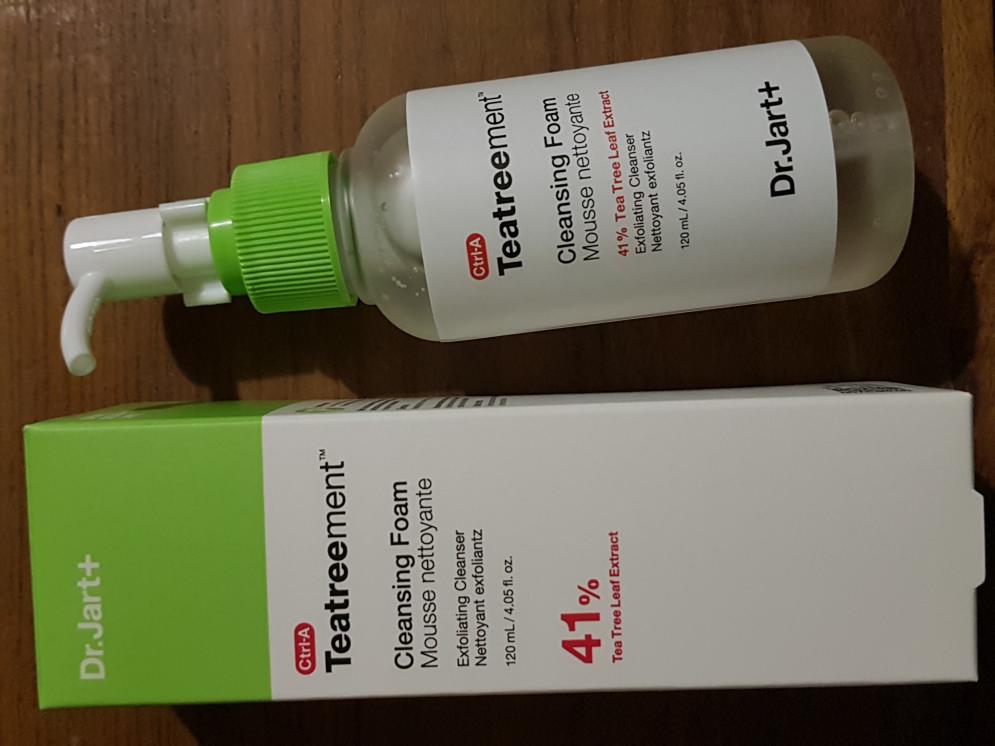 Ctrl-A
Teatreement™
Cleansing Foam
Mousse nettoyante
41% Tea Tree Leaf Extract
Exfoliating Cleanser
Nettoyant exfoliantz
120 mL / 4.05 fl. oz.
Dr.Jart+
Dr.Jart+
Ctrl-A
Teatreement™
Cleansing Foam
Mousse nettoyante
Exfoliating Cleanser
Nettoyant exfoliantz
120 mL / 4.05 fl. oz.
41%
Tea Tree Leaf Extract